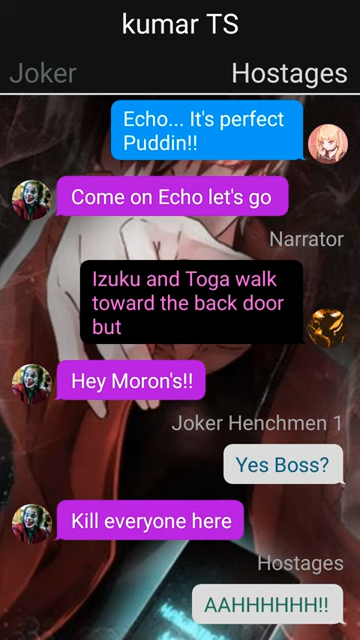 kumar TS
Joker
Hostages
Echo... It's perfect
Puddin!!
Come on Echo let's go
Narrator
Izuku and Toga walk
toward the back door
but
Hey Moron's!!
Joker Henchmen 1
Yes Boss?
Kill everyone here
Hostages
AAHHHHHH!!